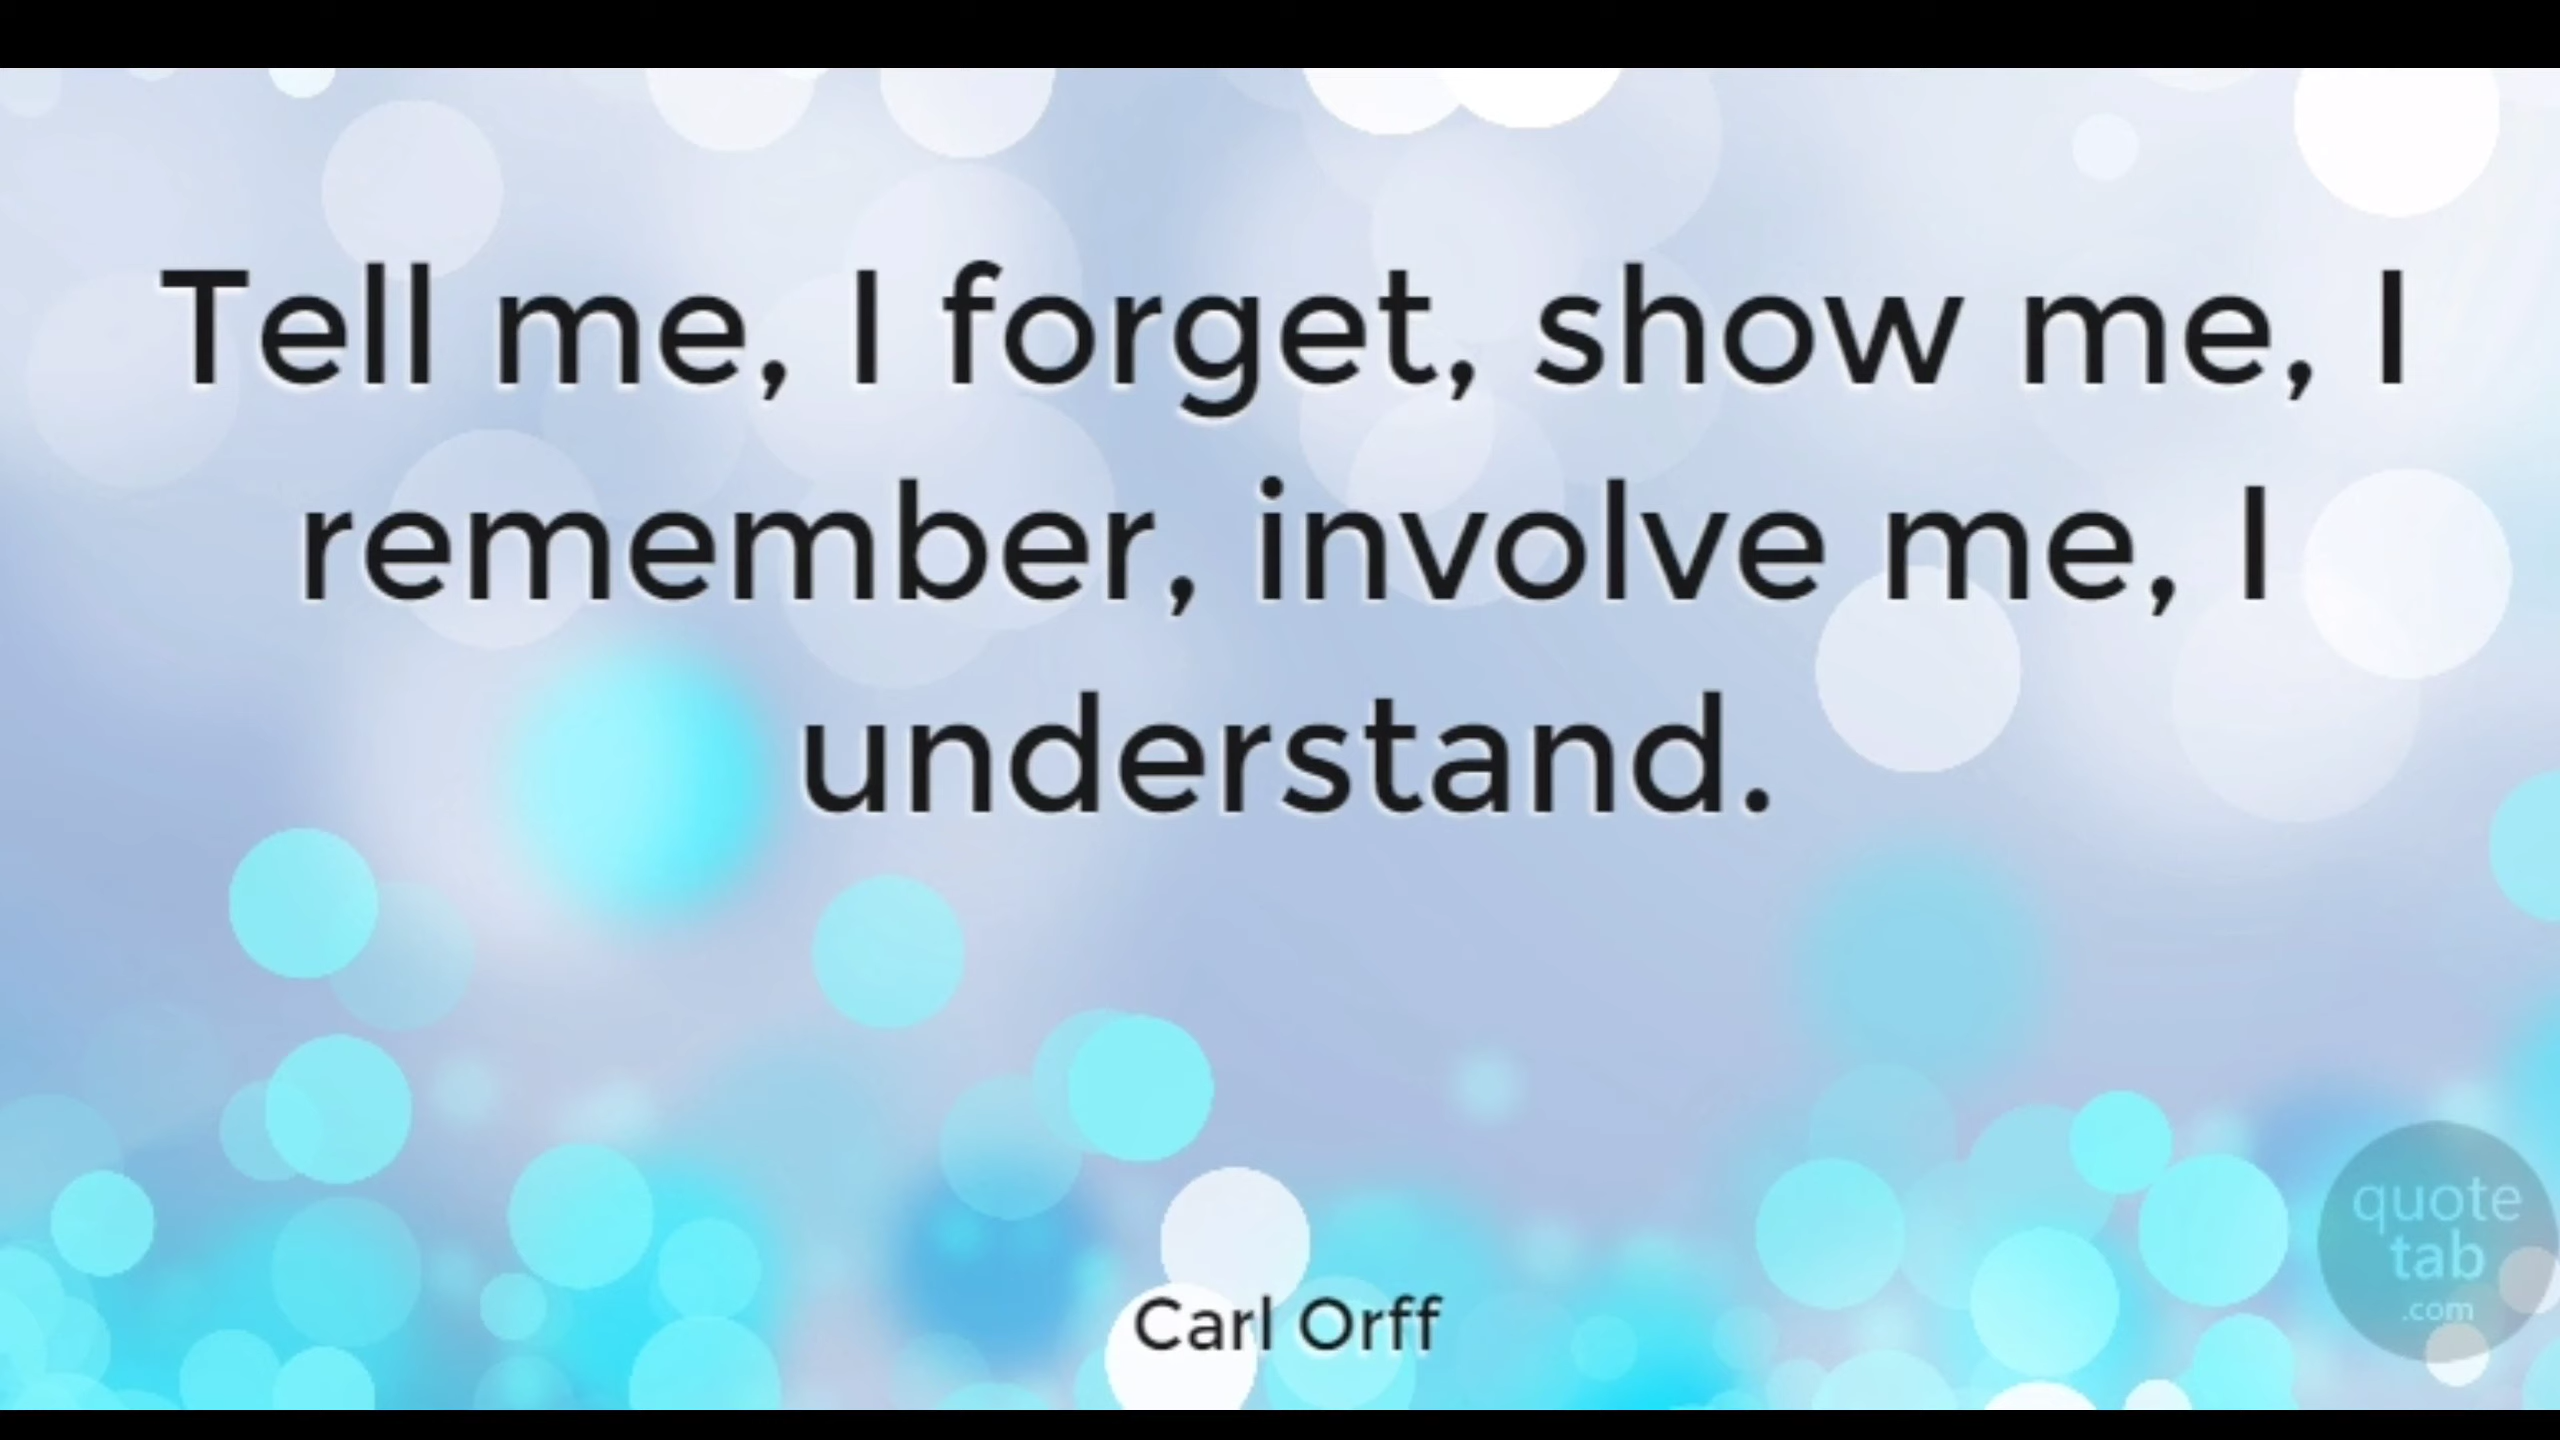 Tell me, I forget, show me, I
remember, involve me, I
understand.
Carl Orff
quote
tab
.com